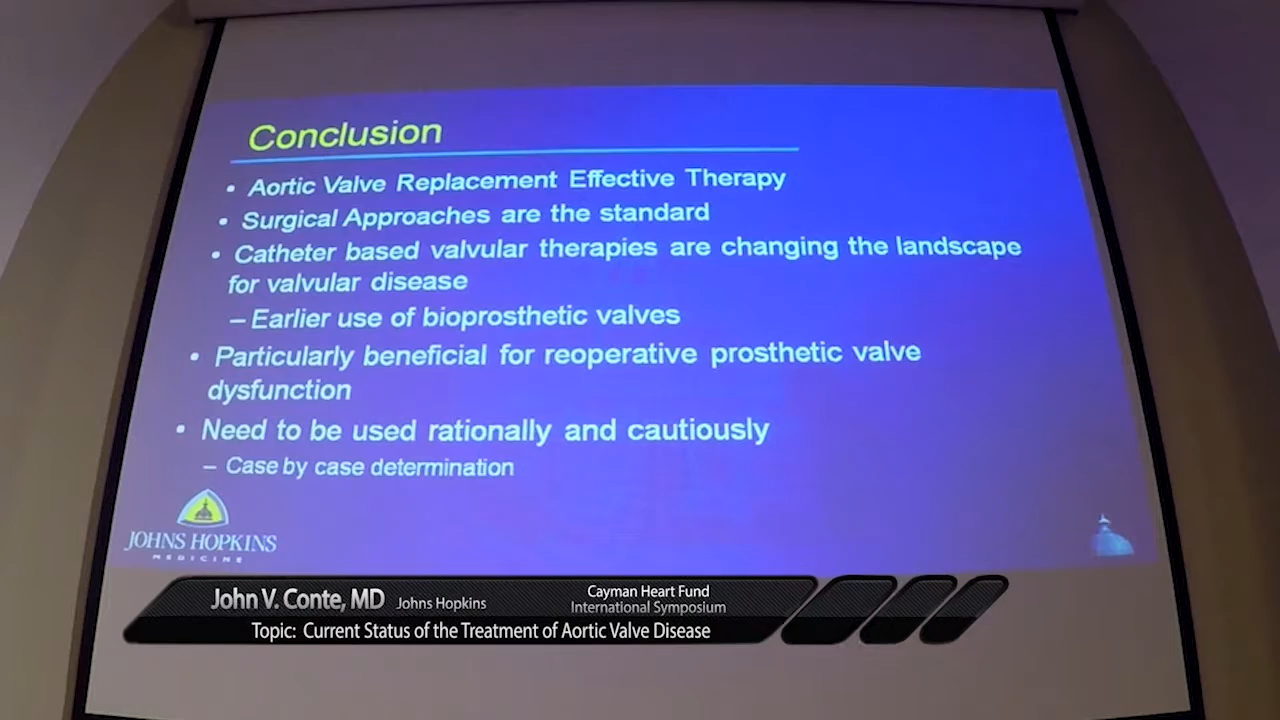 Conclusion
• Aortic Valve Replacement Effective Therapy
• Surgical Approaches are the standard
• Catheter based valvular therapies are changing the landscape
for valvular disease
– Earlier use of bioprosthetic valves
• Particularly beneficial for reoperative prosthetic valve
dysfunction
• Need to be used rationally and cautiously
– Case by case determination
JOHNS HOPKINS
MEDICINE
John V. Conte, MD Johns Hopkins
Cayman Heart Fund
International Symposium
Topic: Current Status of the Treatment of Aortic Valve Disease